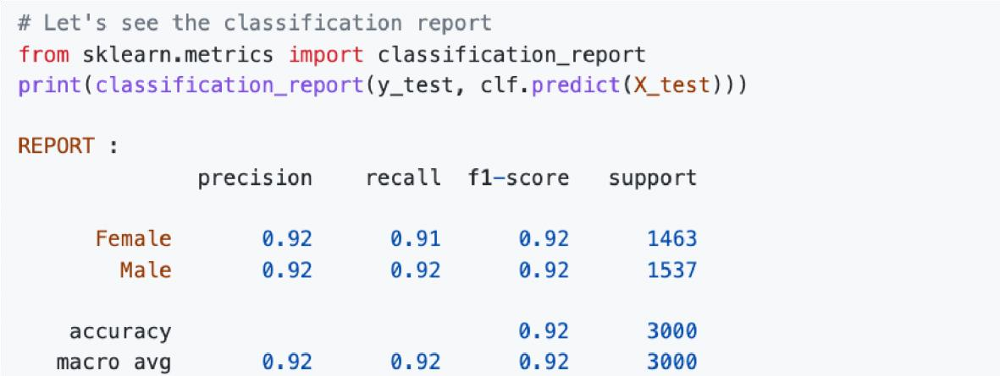 # Let's see the classification report
from sklearn.metrics import classification_report
print(classification_report(y_test, clf.predict(X_test)))
REPORT :
precision recall f1-score support
Female 0.92 0.91 0.92 1463
Male 0.92 0.92 0.92 1537
accuracy 0.92 3000
macro avg 0.92 0.92 0.92 3000